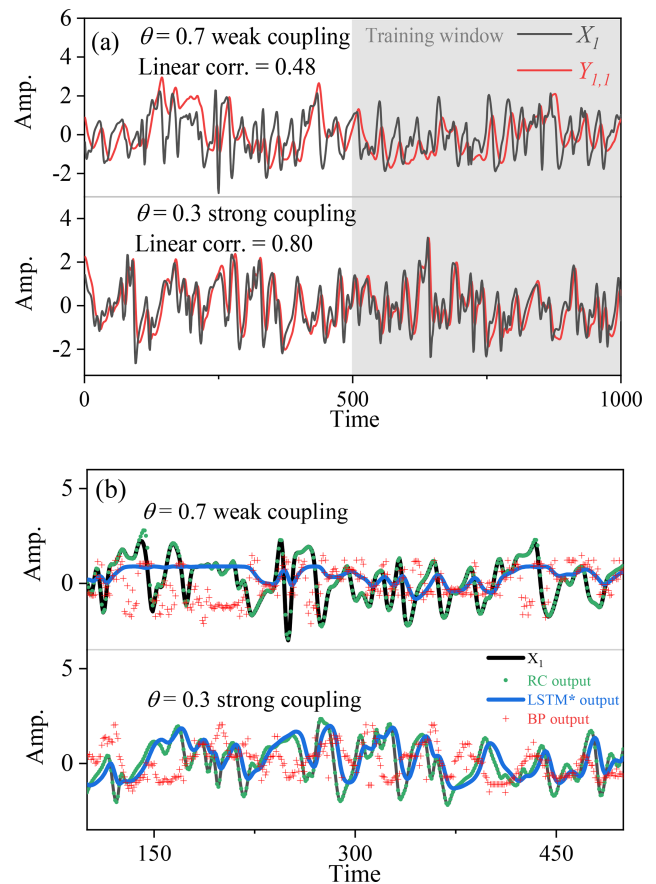 (a)
θ = 0.7 weak coupling
Linear corr. = 0.48
Training window
X1
Y1,1
Amp.
6
4
2
0
-2
θ = 0.3 strong coupling
Linear corr. = 0.80
Amp.
4
2
0
-2
0 500 1000
Time
(b)
θ = 0.7 weak coupling
Amp.
5
0
X1
RC output
LSTM* output
BP output
θ = 0.3 strong coupling
Amp.
5
0
150 300 450
Time